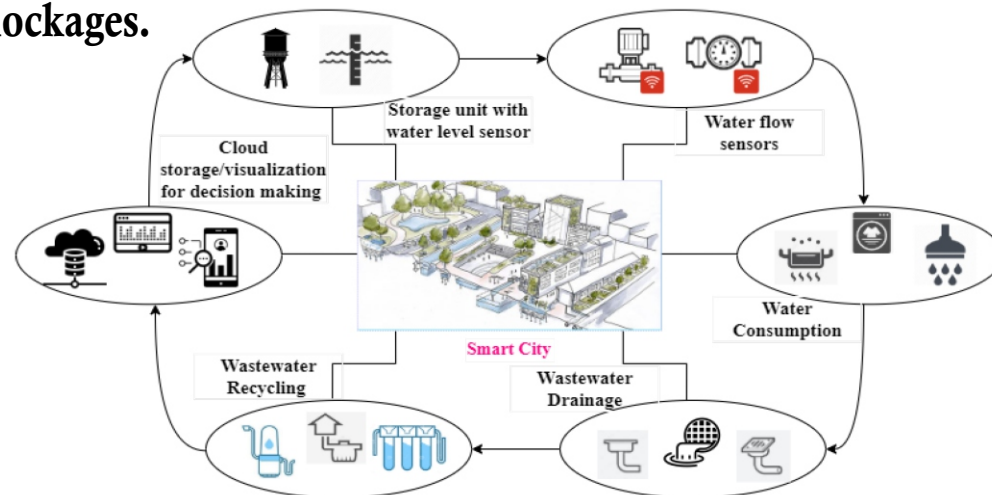 lockages.
Storage unit with
water level sensor
Water flow
sensors
Cloud
storage/visualization
for decision making
Water
Consumption
Smart City
Wastewater
Recycling
Wastewater
Drainage